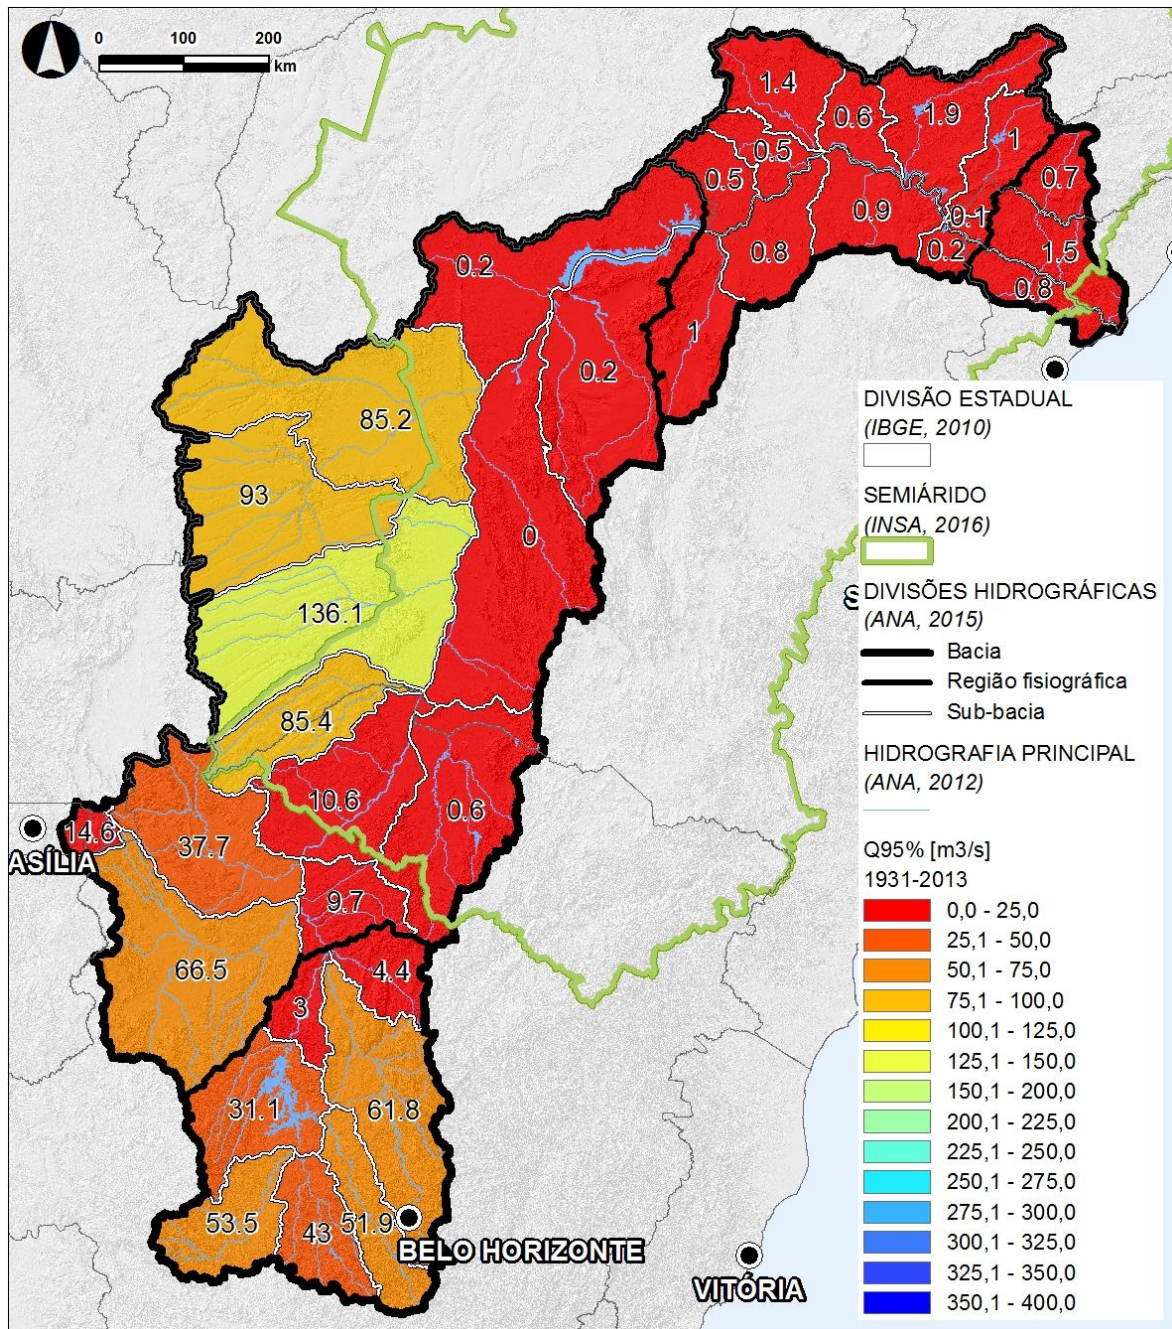 0 100 200
km
1.4
0.6
1.9
1
0.5
0.5
0.7
0.9
0.1
0.2
0.8
1.5
0.8
0.2
1
0.2
85.2
93
0
136.1
85.4
10.6
0.6
14.6
37.7
ASÍLIA
9.7
66.5
4.4
3
31.1
61.8
53.5
43
51.9
BELO HORIZONTE
VITÓRIA
S
DIVISÃO ESTADUAL
(IBGE, 2010)
SEMIÁRIDO
(INSA, 2016)
DIVISÕES HIDROGRÁFICAS
(ANA, 2015)
Bacia
Região fisiográfica
Sub-bacia
HIDROGRAFIA PRINCIPAL
(ANA, 2012)
Q95% [m3/s]
1931-2013
0,0 - 25,0
25,1 - 50,0
50,1 - 75,0
75,1 - 100,0
100,1 - 125,0
125,1 - 150,0
150,1 - 200,0
200,1 - 225,0
225,1 - 250,0
250,1 - 275,0
275,1 - 300,0
300,1 - 325,0
325,1 - 350,0
350,1 - 400,0